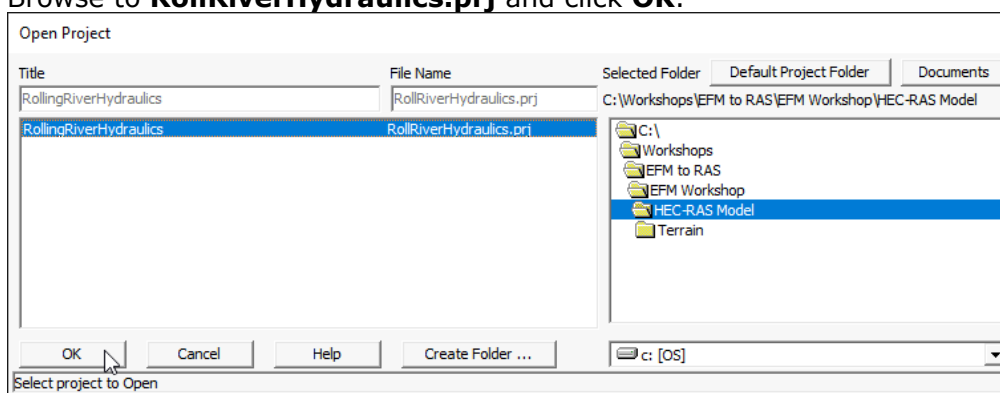 Browse to RollRiverHydraulics.prj and click OK.
Open Project
Title File Name Selected Folder Default Project Folder Documents
RollingRiverHydraulics RollRiverHydraulics.prj C:\Workshops\EFM to RAS\EFM Workshop\HEC-RAS Model
RollingRiverHydraulics RollRiverHydraulics.prj
C:\
Workshops
EFM to RAS
EFM Workshop
HEC-RAS Model
Terrain
OK Cancel Help Create Folder ... c: [OS]
Select project to Open